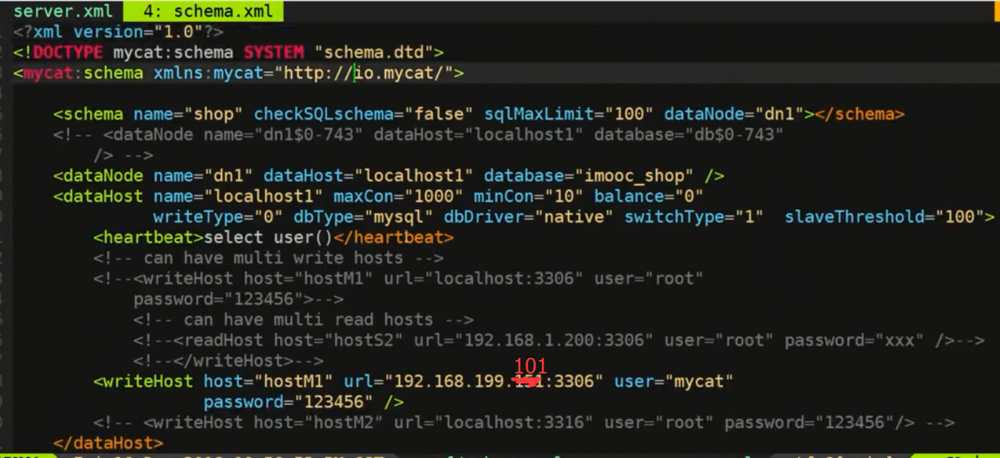 server.xml 4: schema.xml
<?xml version="1.0"?>
<!DOCTYPE mycat:schema SYSTEM "schema.dtd">
<mycat:schema xmlns:mycat="http://io.mycat/">
<schema name="shop" checkSQLschema="false" sqlMaxLimit="100" dataNode="dn1"></schema>
<!-- <dataNode name="dn1$0-743" dataHost="localhost1" database="db$0-743"
/> -->
<dataNode name="dn1" dataHost="localhost1" database="imooc_shop" />
<dataHost name="localhost1" maxCon="1000" minCon="10" balance="0"
writeType="0" dbType="mysql" dbDriver="native" switchType="1" slaveThreshold="100">
<heartbeat>select user()</heartbeat>
<!-- can have multi write hosts -->
<!--<writeHost host="hostM1" url="localhost:3306" user="root"
password="123456">-->
<!-- can have multi read hosts -->
<!--<readHost host="hostS2" url="192.168.1.200:3306" user="root" password="xxx" />-->
<!--</writeHost>-->
101
<writeHost host="hostM1" url="192.168.199.151:3306" user="mycat"
password="123456" />
<!-- <writeHost host="hostM2" url="localhost:3316" user="root" password="123456"/> -->
</dataHost>